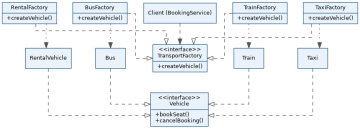 RentalFactory
+createVehicle()
BusFactory
+createVehicle()
Client (BookingService)
TrainFactory
+createVehicle()
TaxiFactory
+createVehicle()
<<interface>>
TransportFactory
+createVehicle()
RentalVehicle
Bus
Train
Taxi
<<interface>>
Vehicle
+bookSeat()
+cancelBooking()